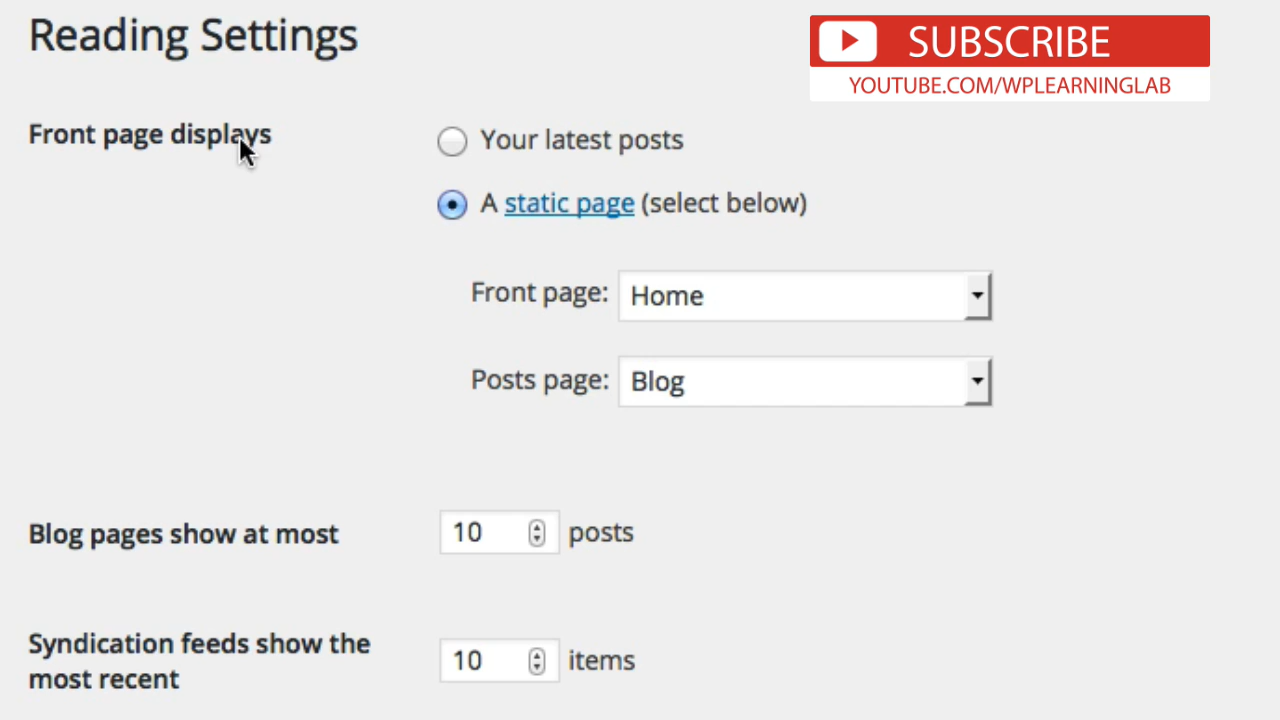 Reading Settings
SUBSCRIBE
YOUTUBE.COM/WPLEARNINGLAB
Front page displays
Your latest posts
A static page (select below)
Front page: Home
Posts page: Blog
Blog pages show at most 10 posts
Syndication feeds show the
most recent
10 items